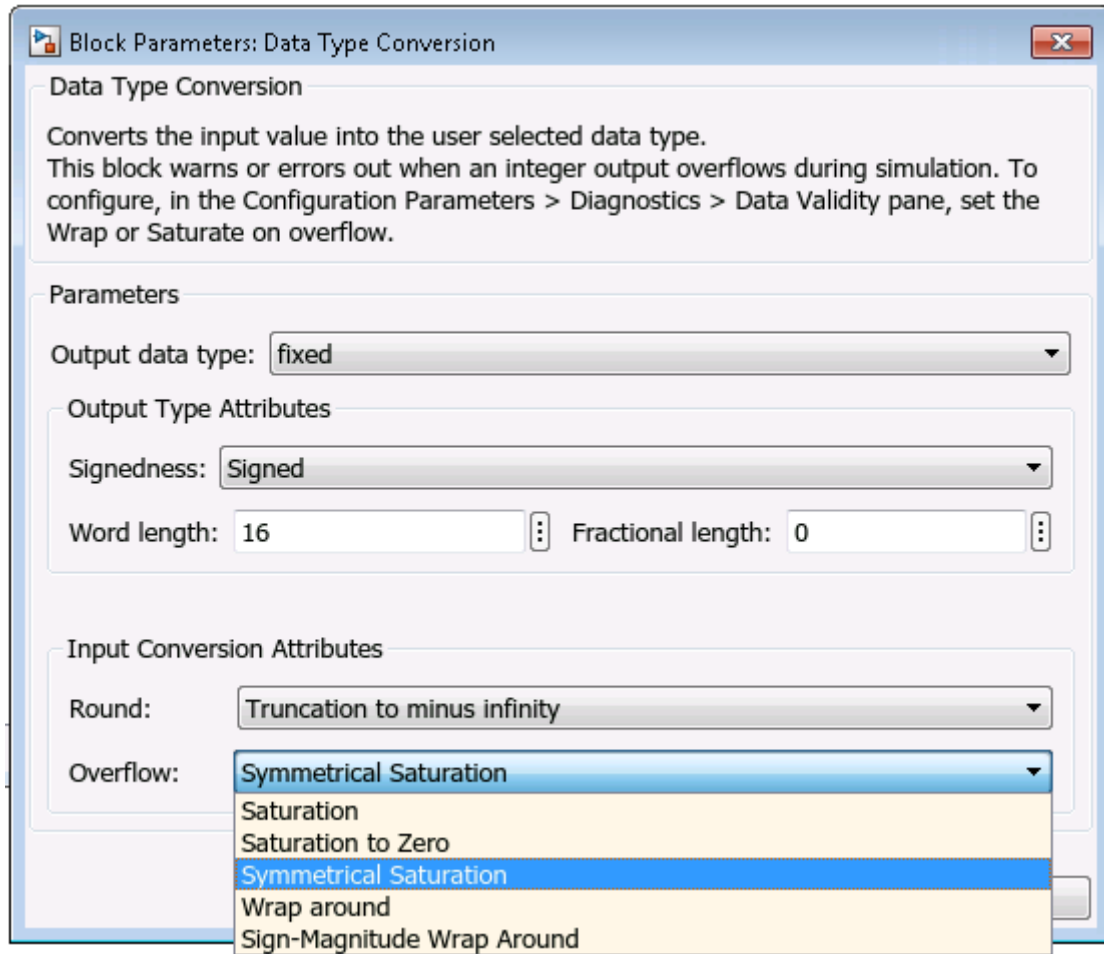 Block Parameters: Data Type Conversion
Data Type Conversion
Converts the input value into the user selected data type.
This block warns or errors out when an integer output overflows during simulation. To
configure, in the Configuration Parameters > Diagnostics > Data Validity pane, set the
Wrap or Saturate on overflow.
Parameters
Output data type: fixed
Output Type Attributes
Signedness: Signed
Word length: 16 Fractional length: 0
Input Conversion Attributes
Round: Truncation to minus infinity
Overflow: Symmetrical Saturation
Saturation
Saturation to Zero
Symmetrical Saturation
Wrap around
Sign-Magnitude Wrap Around